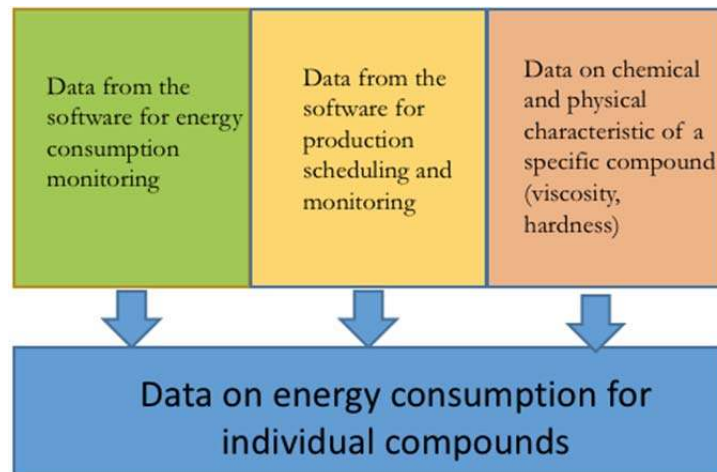 Data from the
software for energy
consumption
monitoring
Data from the
software for
production
scheduling and
monitoring
Data on chemical
and physical
characteristic of a
specific compound
(viscosity,
hardness)
Data on energy consumption for
individual compounds